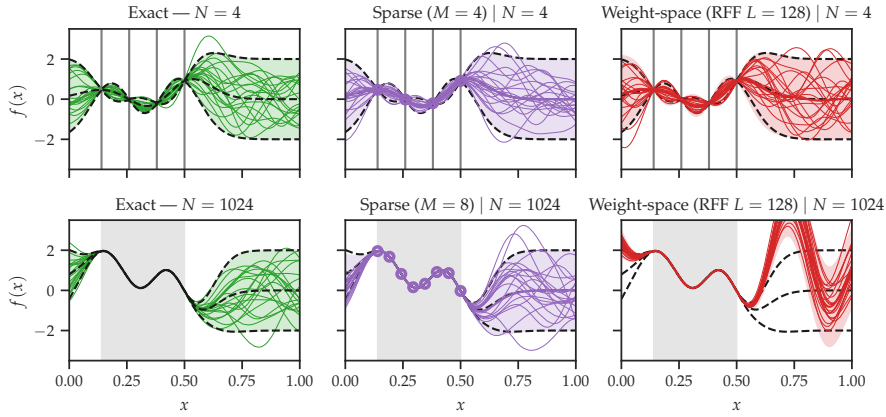 Exact — N = 4
Sparse (M = 4) | N = 4
Weight-space (RFF L = 128) | N = 4
f(x)
2
0
−2
Exact — N = 1024
Sparse (M = 8) | N = 1024
Weight-space (RFF L = 128) | N = 1024
f(x)
2
0
−2
0.00 0.25 0.50 0.75 1.00
0.00 0.25 0.50 0.75 1.00
0.00 0.25 0.50 0.75 1.00
x
x
x